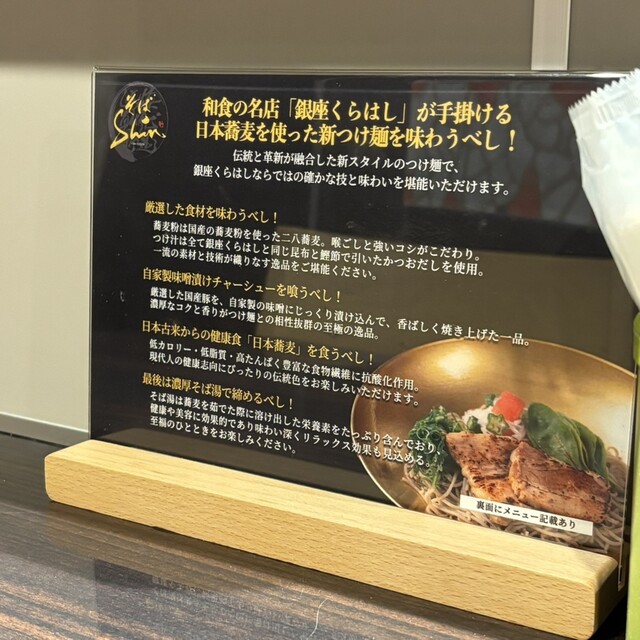 そば
Shin.
和食の名店「銀座くらはし」が手掛ける
日本蕎麦を使った新つけ麺を味わうべし！
伝統と革新が融合した新スタイルのつけ麺で、
銀座くらはしならではの確かな技と味わいを堪能いただけます。
厳選した食材を味わうべし！
蕎麦粉は国産の蕎麦粉を使った二八蕎麦。喉ごしと強いコシがこだわり。
つけ汁は全て銀座くらはしと同じ昆布と鰹節で引いたかつおだしを使用。
一流の素材と技術が織りなす逸品をご堪能ください。
自家製味噌漬けチャーシューを喰うべし！
厳選した国産豚を、自家製の味噌にじっくり漬け込んで、香ばしく焼き上げた一品。
濃厚なコクと香りがつけ麺との相性抜群の至極の逸品。
日本古来からの健康食「日本蕎麦」を食うべし！
低カロリー・低脂質・高たんぱく豊富な食物繊維に抗酸化作用。
現代人の健康志向にぴったりの伝統色をお楽しみいただけます。
最後は濃厚そば湯で締めるべし！
そば湯は蕎麦を茹でた際に溶け出した栄養素をたっぷり含んでおり、
健康や美容に効果的であり味わい深くリラックス効果も見込める。
至福のひとときをお楽しみください。
裏面にメニュー記載あり